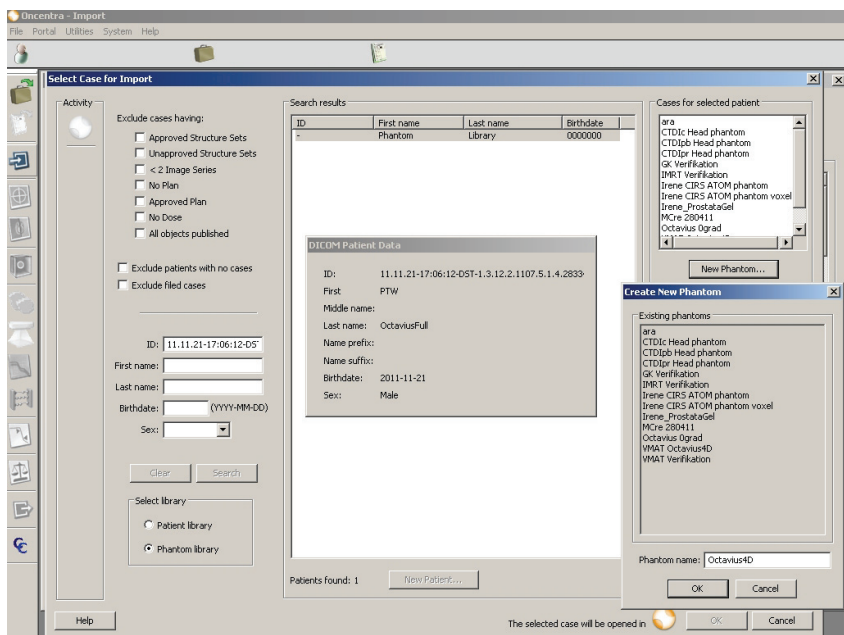 Oncentra - Import
File Portal Utilities System Help
Select Case for Import
Activity
Exclude cases having:
Approved Structure Sets
Unapproved Structure Sets
< 2 Image Series
No Plan
Approved Plan
No Dose
All objects published
Exclude patients with no cases
Exclude filed cases
ID: 11.11.21-17:06:12-DST
First name:
Last name:
Birthdate: (YYYY-MM-DD)
Sex:
Clear Search
Select library
Patient library
Phantom library
Help
Search results
ID First name Last name Birthdate
- Phantom Library 0000000
DICOM Patient Data
ID: 11.11.21-17:06:12-DST-1.3.12.2.1107.5.1.4.2833
First PTW
Middle name:
Last name: OctaviusFull
Name prefix:
Name suffix:
Birthdate: 2011-11-21
Sex: Male
Patients found: 1 New Patient...
Cases for selected patient
ara
CTDIc Head phantom
CTDIpb Head phantom
CTDIpr Head phantom
GK Verifikation
IMRT Verifikation
Irene CIRS ATOM phantom
Irene CIRS ATOM phantom voxel
Irene_ProstataGel
MCre 280411
Octavius 0grad
New Phantom...
Create New Phantom
Existing phantoms
ara
CTDIc Head phantom
CTDIpb Head phantom
CTDIpr Head phantom
GK Verifikation
IMRT Verifikation
Irene CIRS ATOM phantom
Irene CIRS ATOM phantom voxel
Irene_ProstataGel
MCre 280411
Octavius 0grad
VMAT Octavius4D
VMAT Verifikation
Phantom name: Octavius4D
OK Cancel
The selected case will be opened in OK Cancel